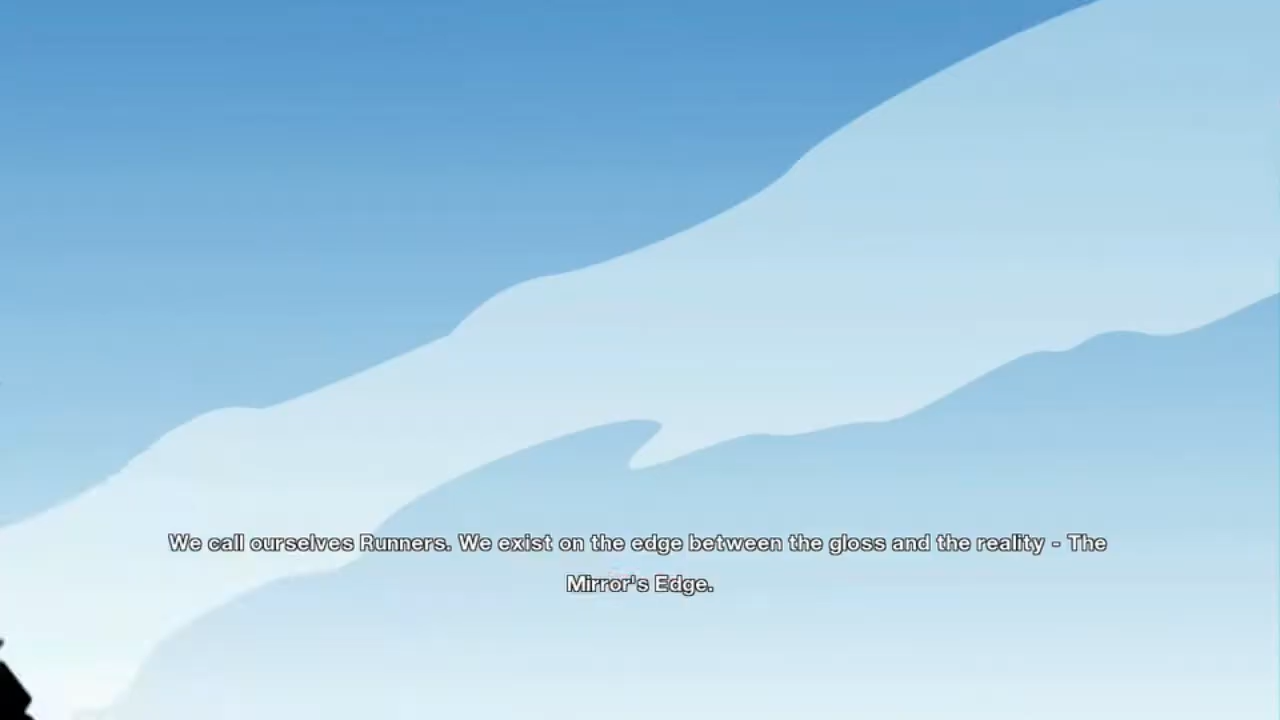 We call ourselves Runners. We exist on the edge between the gloss and the reality - The
Mirror's Edge.